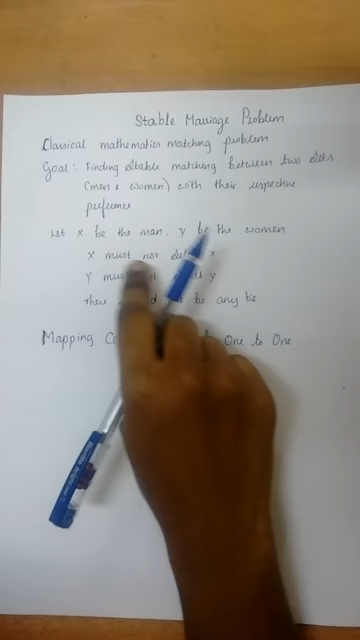 Stable Marriage Problem
Classical mathematics matching problem
Goal: Finding stable matching between two sets
(men & women) with their respective
preference
Let X be the man, Y be the women
X must not x
Y must y
be any be
Mapping One to One